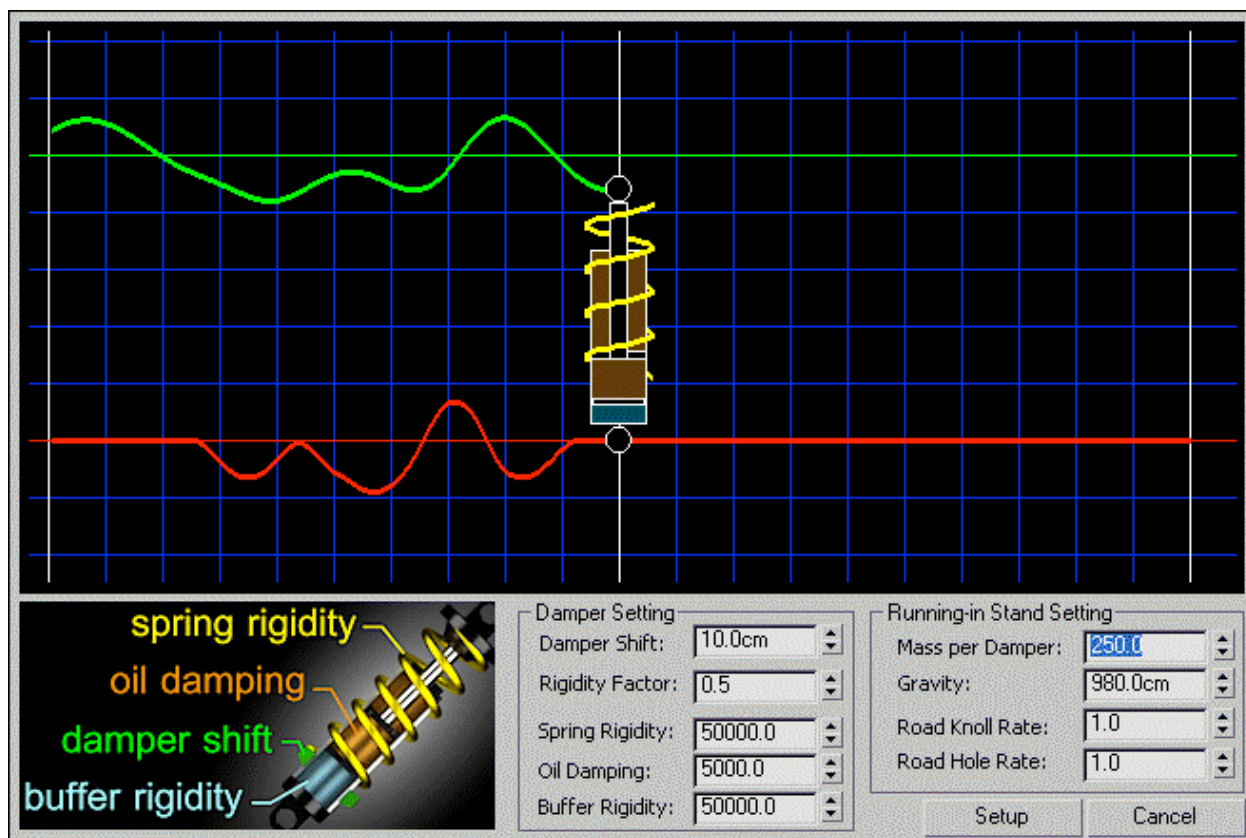 spring rigidity
oil damping
damper shift
buffer rigidity
Damper Setting
Damper Shift: 10.0cm
Rigidity Factor: 0.5
Spring Rigidity: 50000.0
Oil Damping: 5000.0
Buffer Rigidity: 50000.0
Running-in Stand Setting
Mass per Damper: 250.0
Gravity: 980.0cm
Road Knoll Rate: 1.0
Road Hole Rate: 1.0
Setup Cancel